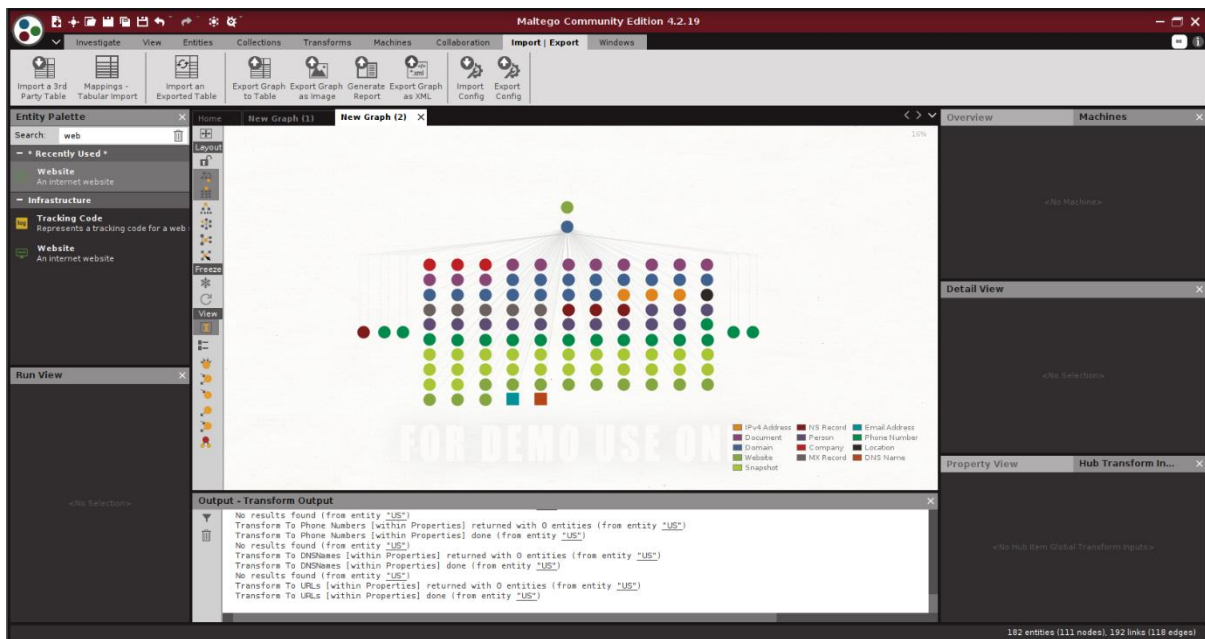 Maltego Community Edition 4.2.19
Investigate View Entities Collections Transforms Machines Collaboration Import | Export Windows
Import a 3rd Party Table
Mappings - Tabular Import
Import an Exported Table
Export Graph to Table
Export Graph as Image
Generate Report
Export Graph as XML
Import Config
Export Config
Entity Palette
Search: web
- * Recently Used *
Website
An internet website
- Infrastructure
Tracking Code
Represents a tracking code for a web
Website
An internet website
Run View
<No Selection>
Home New Graph (1) New Graph (2)
Layout
Freeze
View
16%
FOR DEMO USE ON
IPv4 Address NS Record Email Address
Document Person Phone Number
Domain Company Location
Website MX Record DNS Name
Snapshot
Output - Transform Output
No results found (from entity "US")
Transform To Phone Numbers [within Properties] returned with 0 entities (from entity "US")
Transform To Phone Numbers [within Properties] done (from entity "US")
No results found (from entity "US")
Transform To DNSNames [within Properties] returned with 0 entities (from entity "US")
Transform To DNSNames [within Properties] done (from entity "US")
No results found (from entity "US")
Transform To URLs [within Properties] returned with 0 entities (from entity "US")
Transform To URLs [within Properties] done (from entity "US")
Overview Machines
<No Machine>
Detail View
<No Selection>
Property View Hub Transform In...
<No Hub Item Global Transform Inputs>
182 entities (111 nodes), 192 links (118 edges)